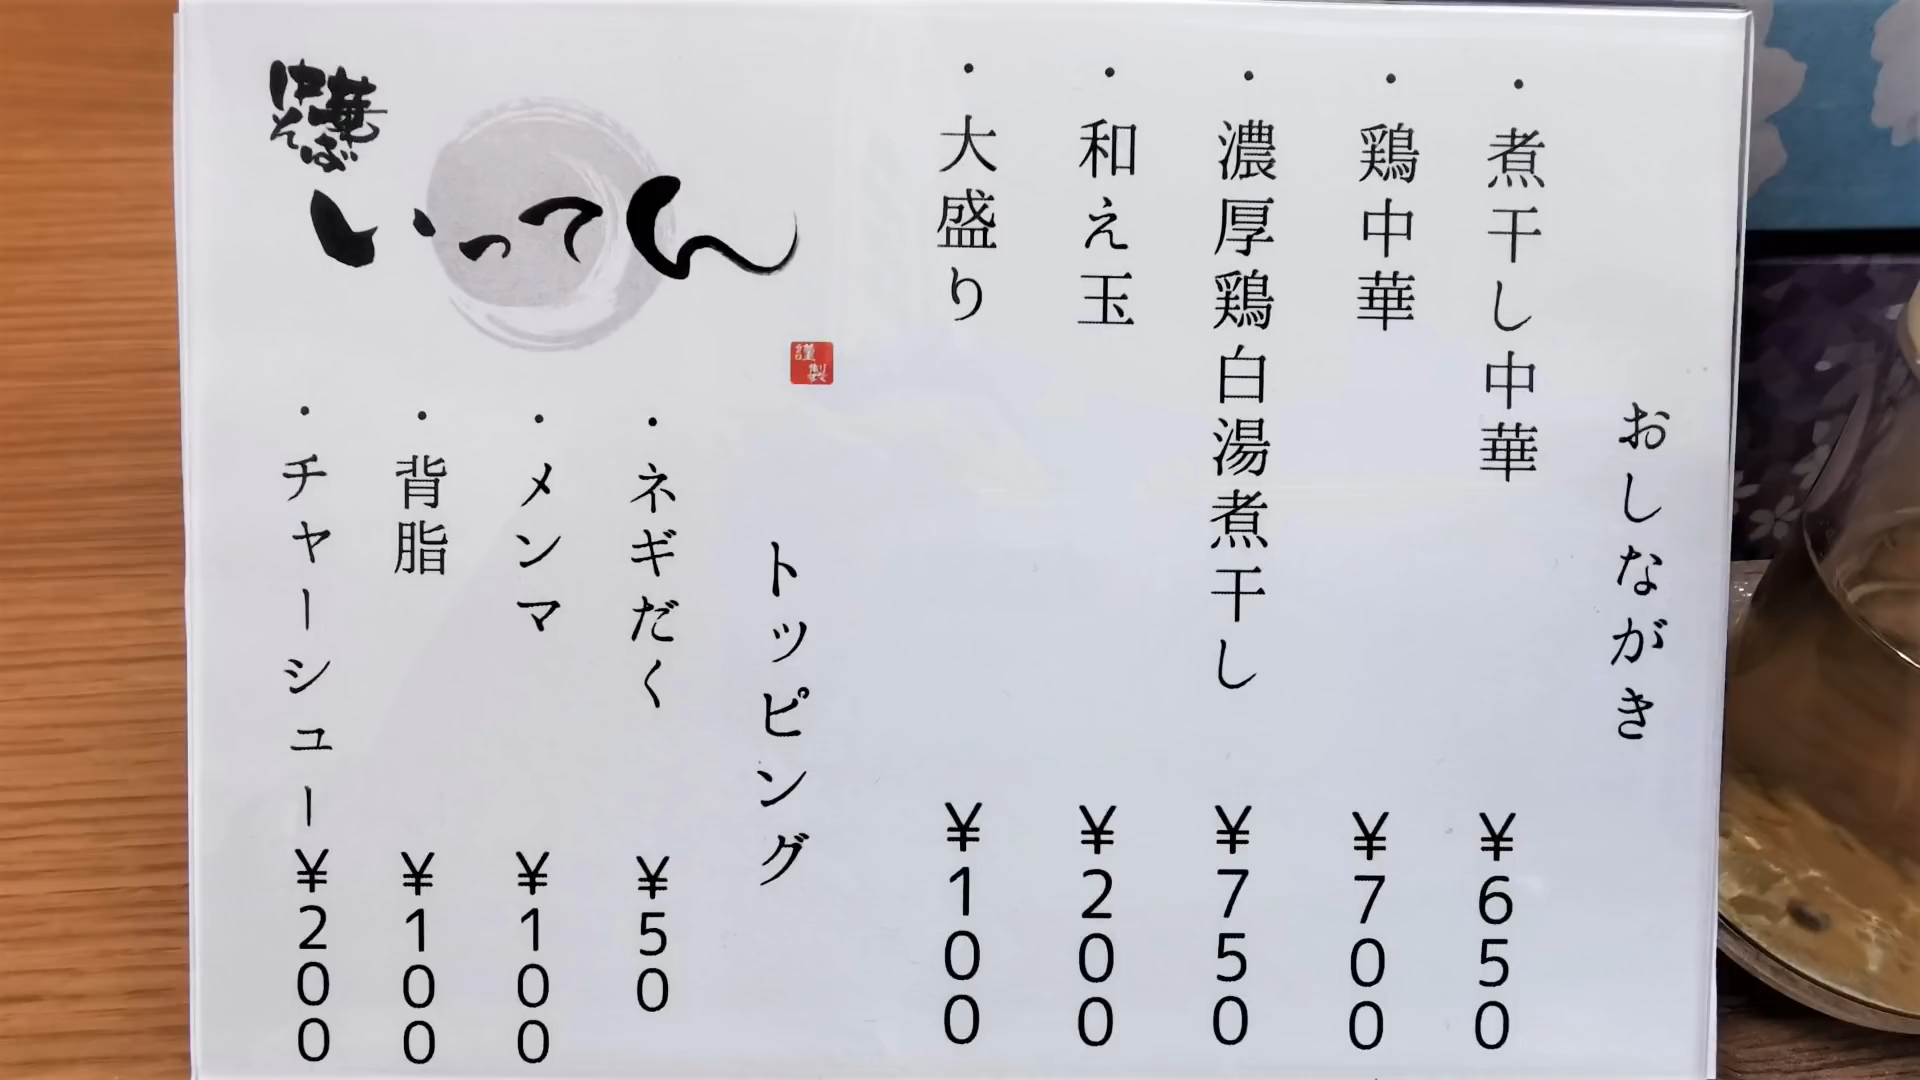 おしながき
・煮干し中華 ¥650
・鶏中華 ¥700
・濃厚鶏白湯煮干し ¥750
・和え玉 ¥200
・大盛り ¥100
中華そば
いってん
謹製
トッピング
・ネギだく ¥50
・メンマ ¥100
・背脂 ¥100
・チャーシュー ¥200